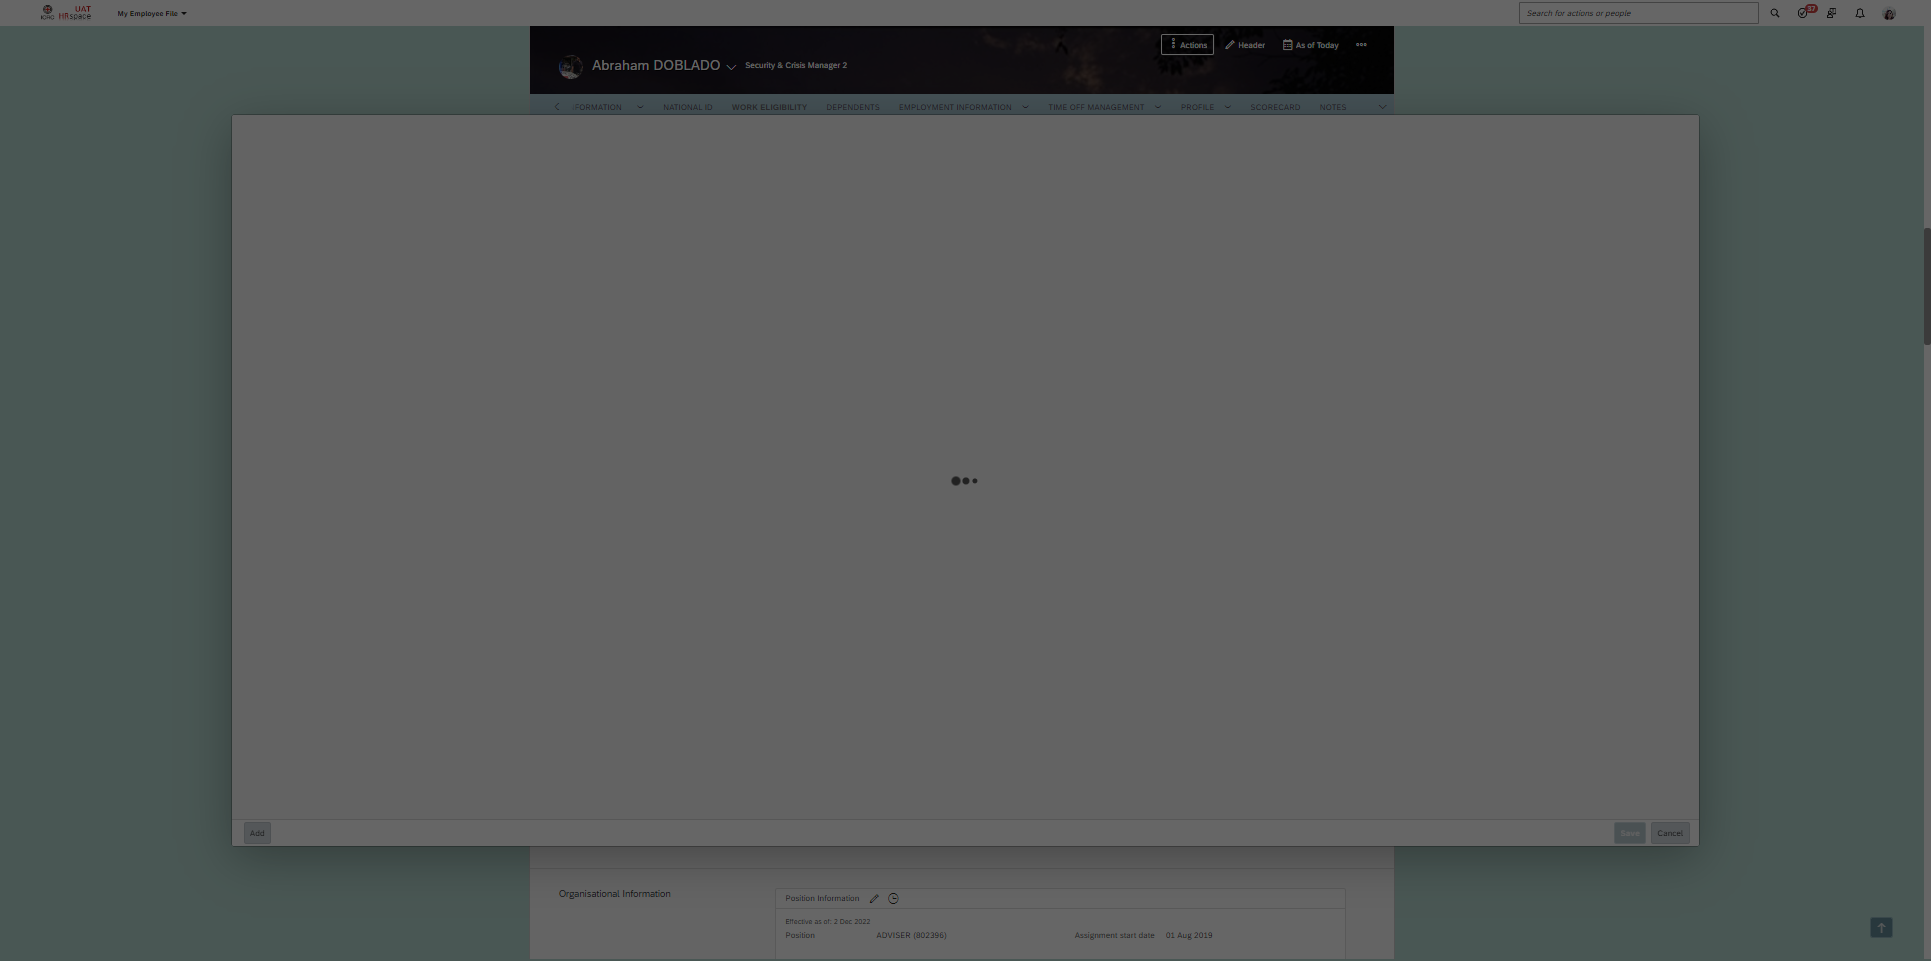 ICRC
UAT
HRspace
My Employee File
Search for actions or people
37
Actions
Header
As of Today
Abraham DOBLADO
Security & Crisis Manager 2
FORMATION
NATIONAL ID
WORK ELIGIBILITY
DEPENDENTS
EMPLOYMENT INFORMATION
TIME OFF MANAGEMENT
PROFILE
SCORECARD
NOTES
Add
Save
Cancel
Organisational Information
Position Information
Effective as of: 2 Dec 2022
Position
ADVISER (802396)
Assignment start date
01 Aug 2019